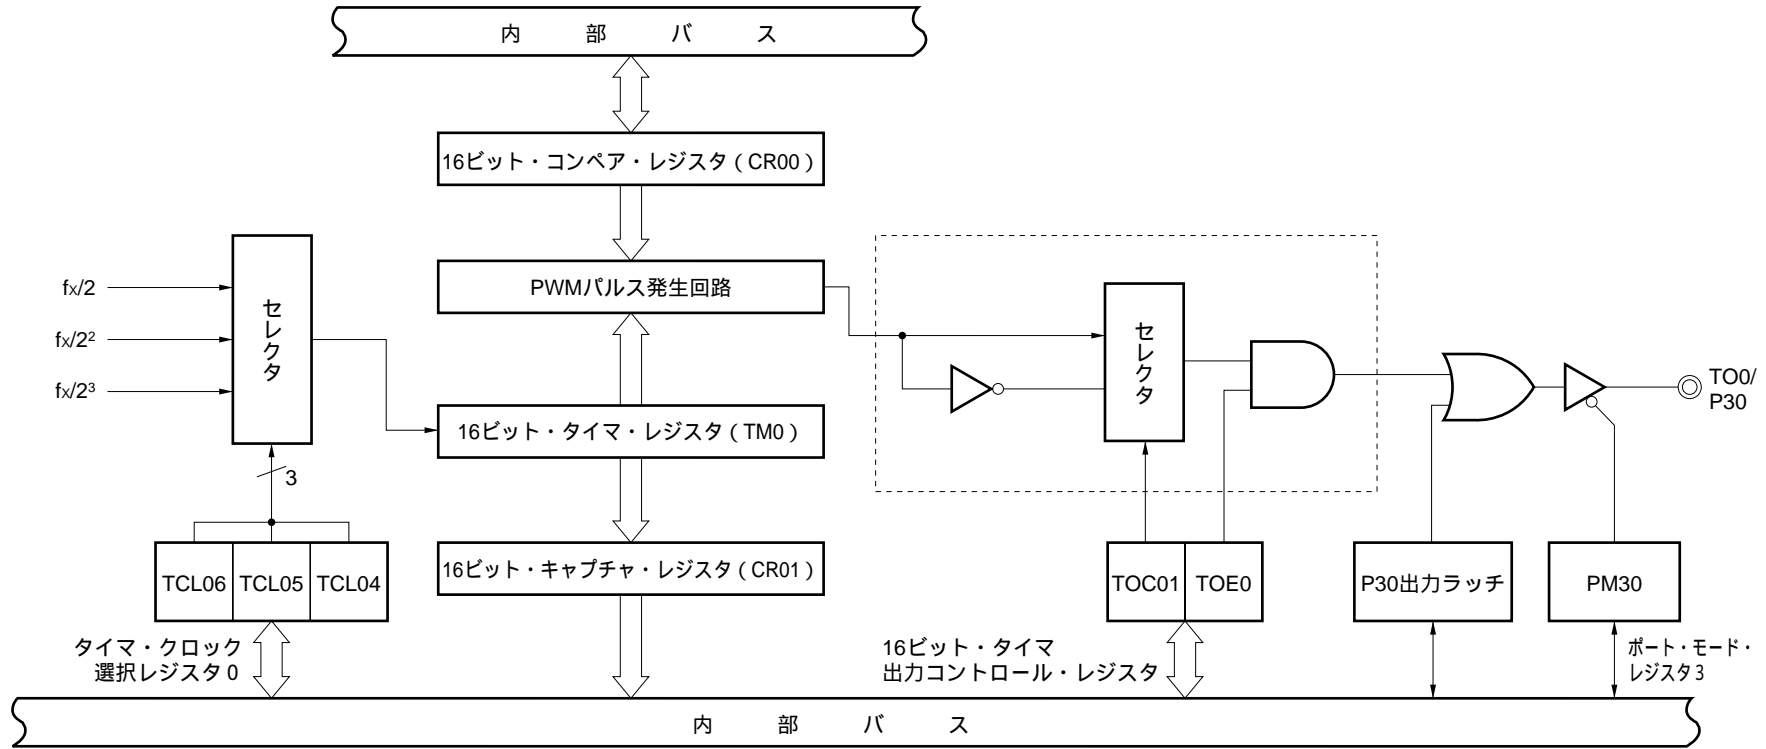 内部バス
16ビット・コンペア・レジスタ（CR00）
fx/2
fx/2²
fx/2³
セレクタ
PWMパルス発生回路
セレクタ
16ビット・タイマ・レジスタ（TM0）
TO0/
P30
3
TCL06 TCL05 TCL04
16ビット・キャプチャ・レジスタ（CR01）
TOC01 TOE0
P30出力ラッチ
PM30
タイマ・クロック
選択レジスタ0
16ビット・タイマ
出力コントロール・レジスタ
ポート・モード・
レジスタ3
内部バス